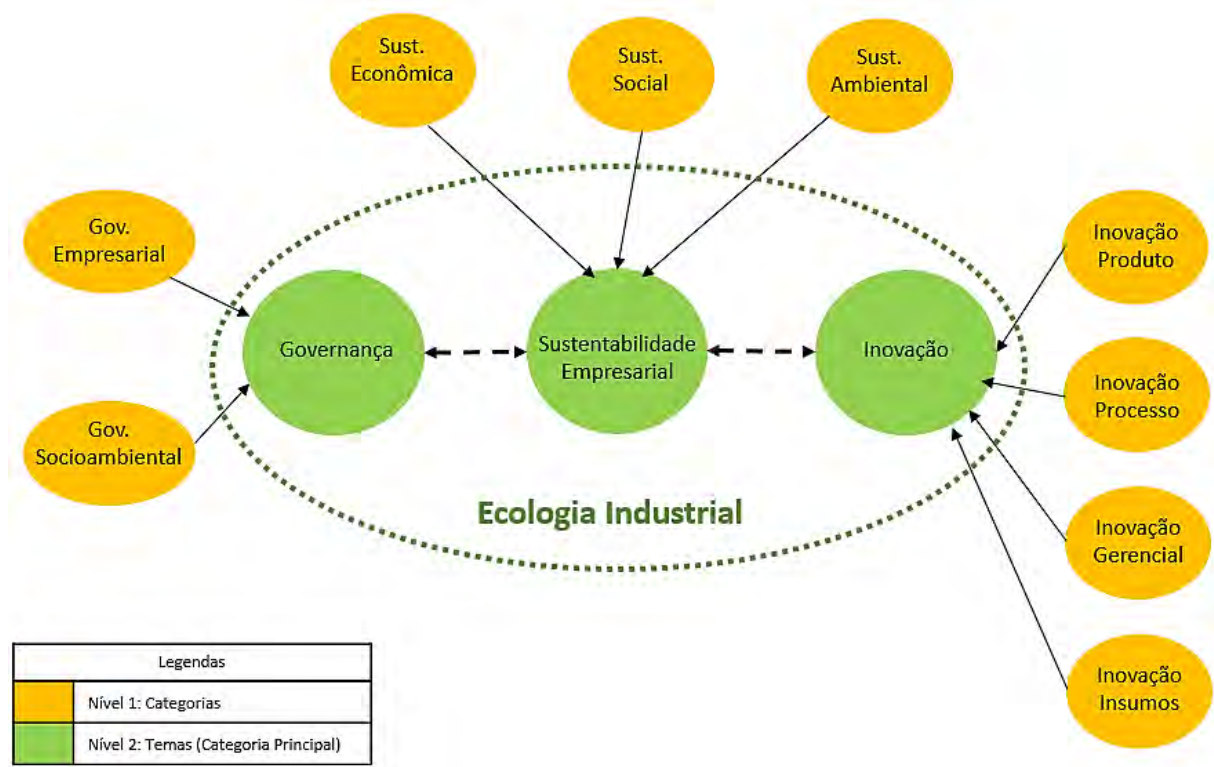 Sust.
Econômica
Sust.
Social
Sust.
Ambiental
Gov.
Empresarial
Gov.
Socioambiental
Governança
Sustentabilidade
Empresarial
Inovação
Inovação
Produto
Inovação
Processo
Inovação
Gerencial
Inovação
Insumos
Ecologia Industrial
Legendas
Nível 1: Categorias
Nível 2: Temas (Categoria Principal)